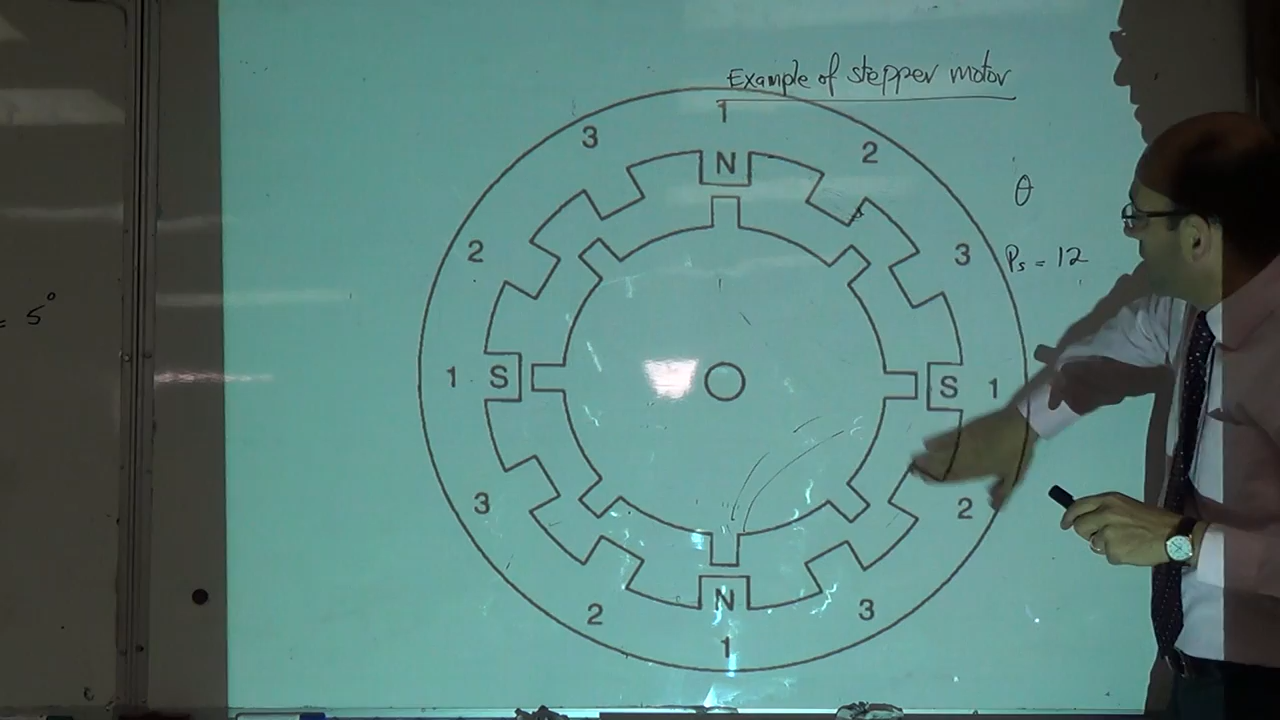 Example of stepper motor
1
3
2
N
θ
2
3
Ps = 12
= 5°
1 S
S 1
3
2
N
2
3
1